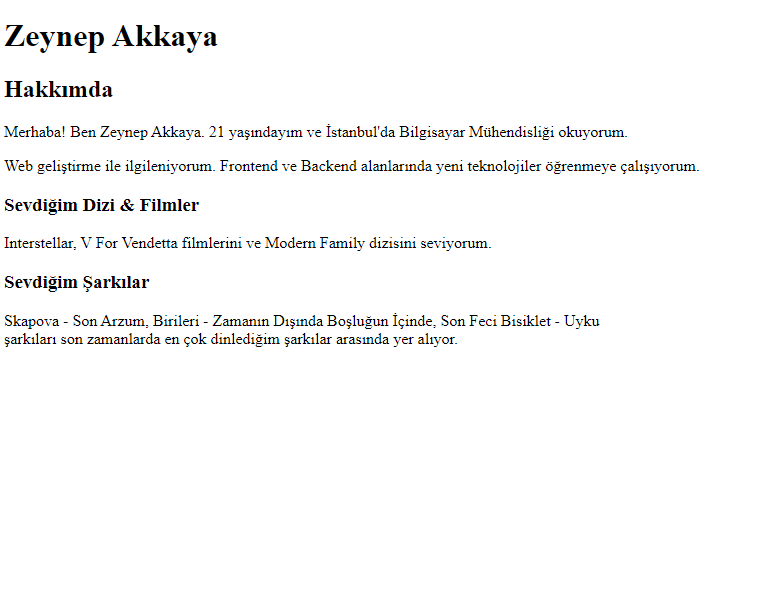 Zeynep Akkaya
Hakkımda
Merhaba! Ben Zeynep Akkaya. 21 yaşındayım ve İstanbul'da Bilgisayar Mühendisliği okuyorum.
Web geliştirme ile ilgileniyorum. Frontend ve Backend alanlarında yeni teknolojiler öğrenmeye çalışıyorum.
Sevdiğim Dizi & Filmler
Interstellar, V For Vendetta filmlerini ve Modern Family dizisini seviyorum.
Sevdiğim Şarkılar
Skapova - Son Arzum, Birileri - Zamanın Dışında Boşluğun İçinde, Son Feci Bisiklet - Uyku
şarkıları son zamanlarda en çok dinlediğim şarkılar arasında yer alıyor.